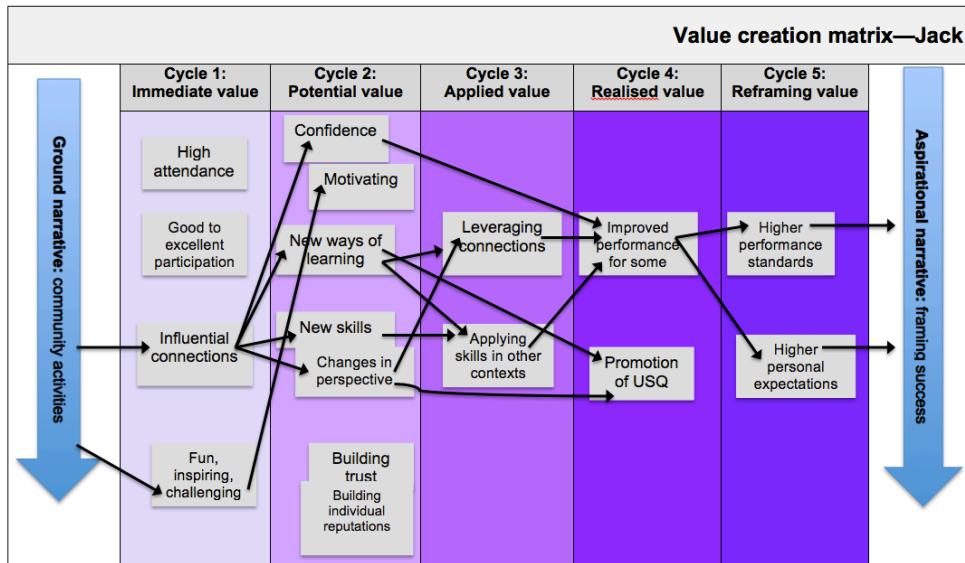 Value creation matrix—Jack
Cycle 1:
Immediate value
Cycle 2:
Potential value
Cycle 3:
Applied value
Cycle 4:
Realised value
Cycle 5:
Reframing value
Ground narrative: community activities
High
attendance
Good to
excellent
participation
Influential
connections
Fun,
inspiring,
challenging
Confidence
Motivating
New ways of
learning
New skills
Changes in
perspective
Building
trust
Building
individual
reputations
Leveraging
connections
Applying
skills in other
contexts
Improved
performance
for some
Promotion
of USQ
Higher
performance
standards
Higher
personal
expectations
Aspirational narrative: framing success